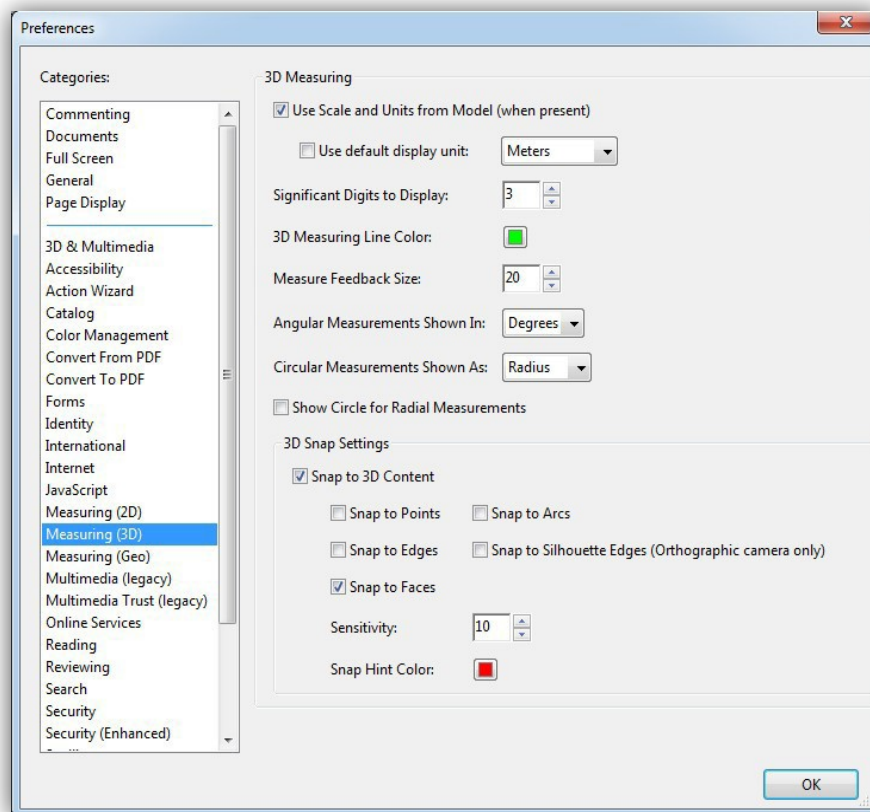 Preferences
Categories:
Commenting
Documents
Full Screen
General
Page Display
3D & Multimedia
Accessibility
Action Wizard
Catalog
Color Management
Convert From PDF
Convert To PDF
Forms
Identity
International
Internet
JavaScript
Measuring (2D)
Measuring (3D)
Measuring (Geo)
Multimedia (legacy)
Multimedia Trust (legacy)
Online Services
Reading
Reviewing
Search
Security
Security (Enhanced)
3D Measuring
Use Scale and Units from Model (when present)
Use default display unit: Meters
Significant Digits to Display: 3
3D Measuring Line Color:
Measure Feedback Size: 20
Angular Measurements Shown In: Degrees
Circular Measurements Shown As: Radius
Show Circle for Radial Measurements
3D Snap Settings
Snap to 3D Content
Snap to Points Snap to Arcs
Snap to Edges Snap to Silhouette Edges (Orthographic camera only)
Snap to Faces
Sensitivity: 10
Snap Hint Color:
OK